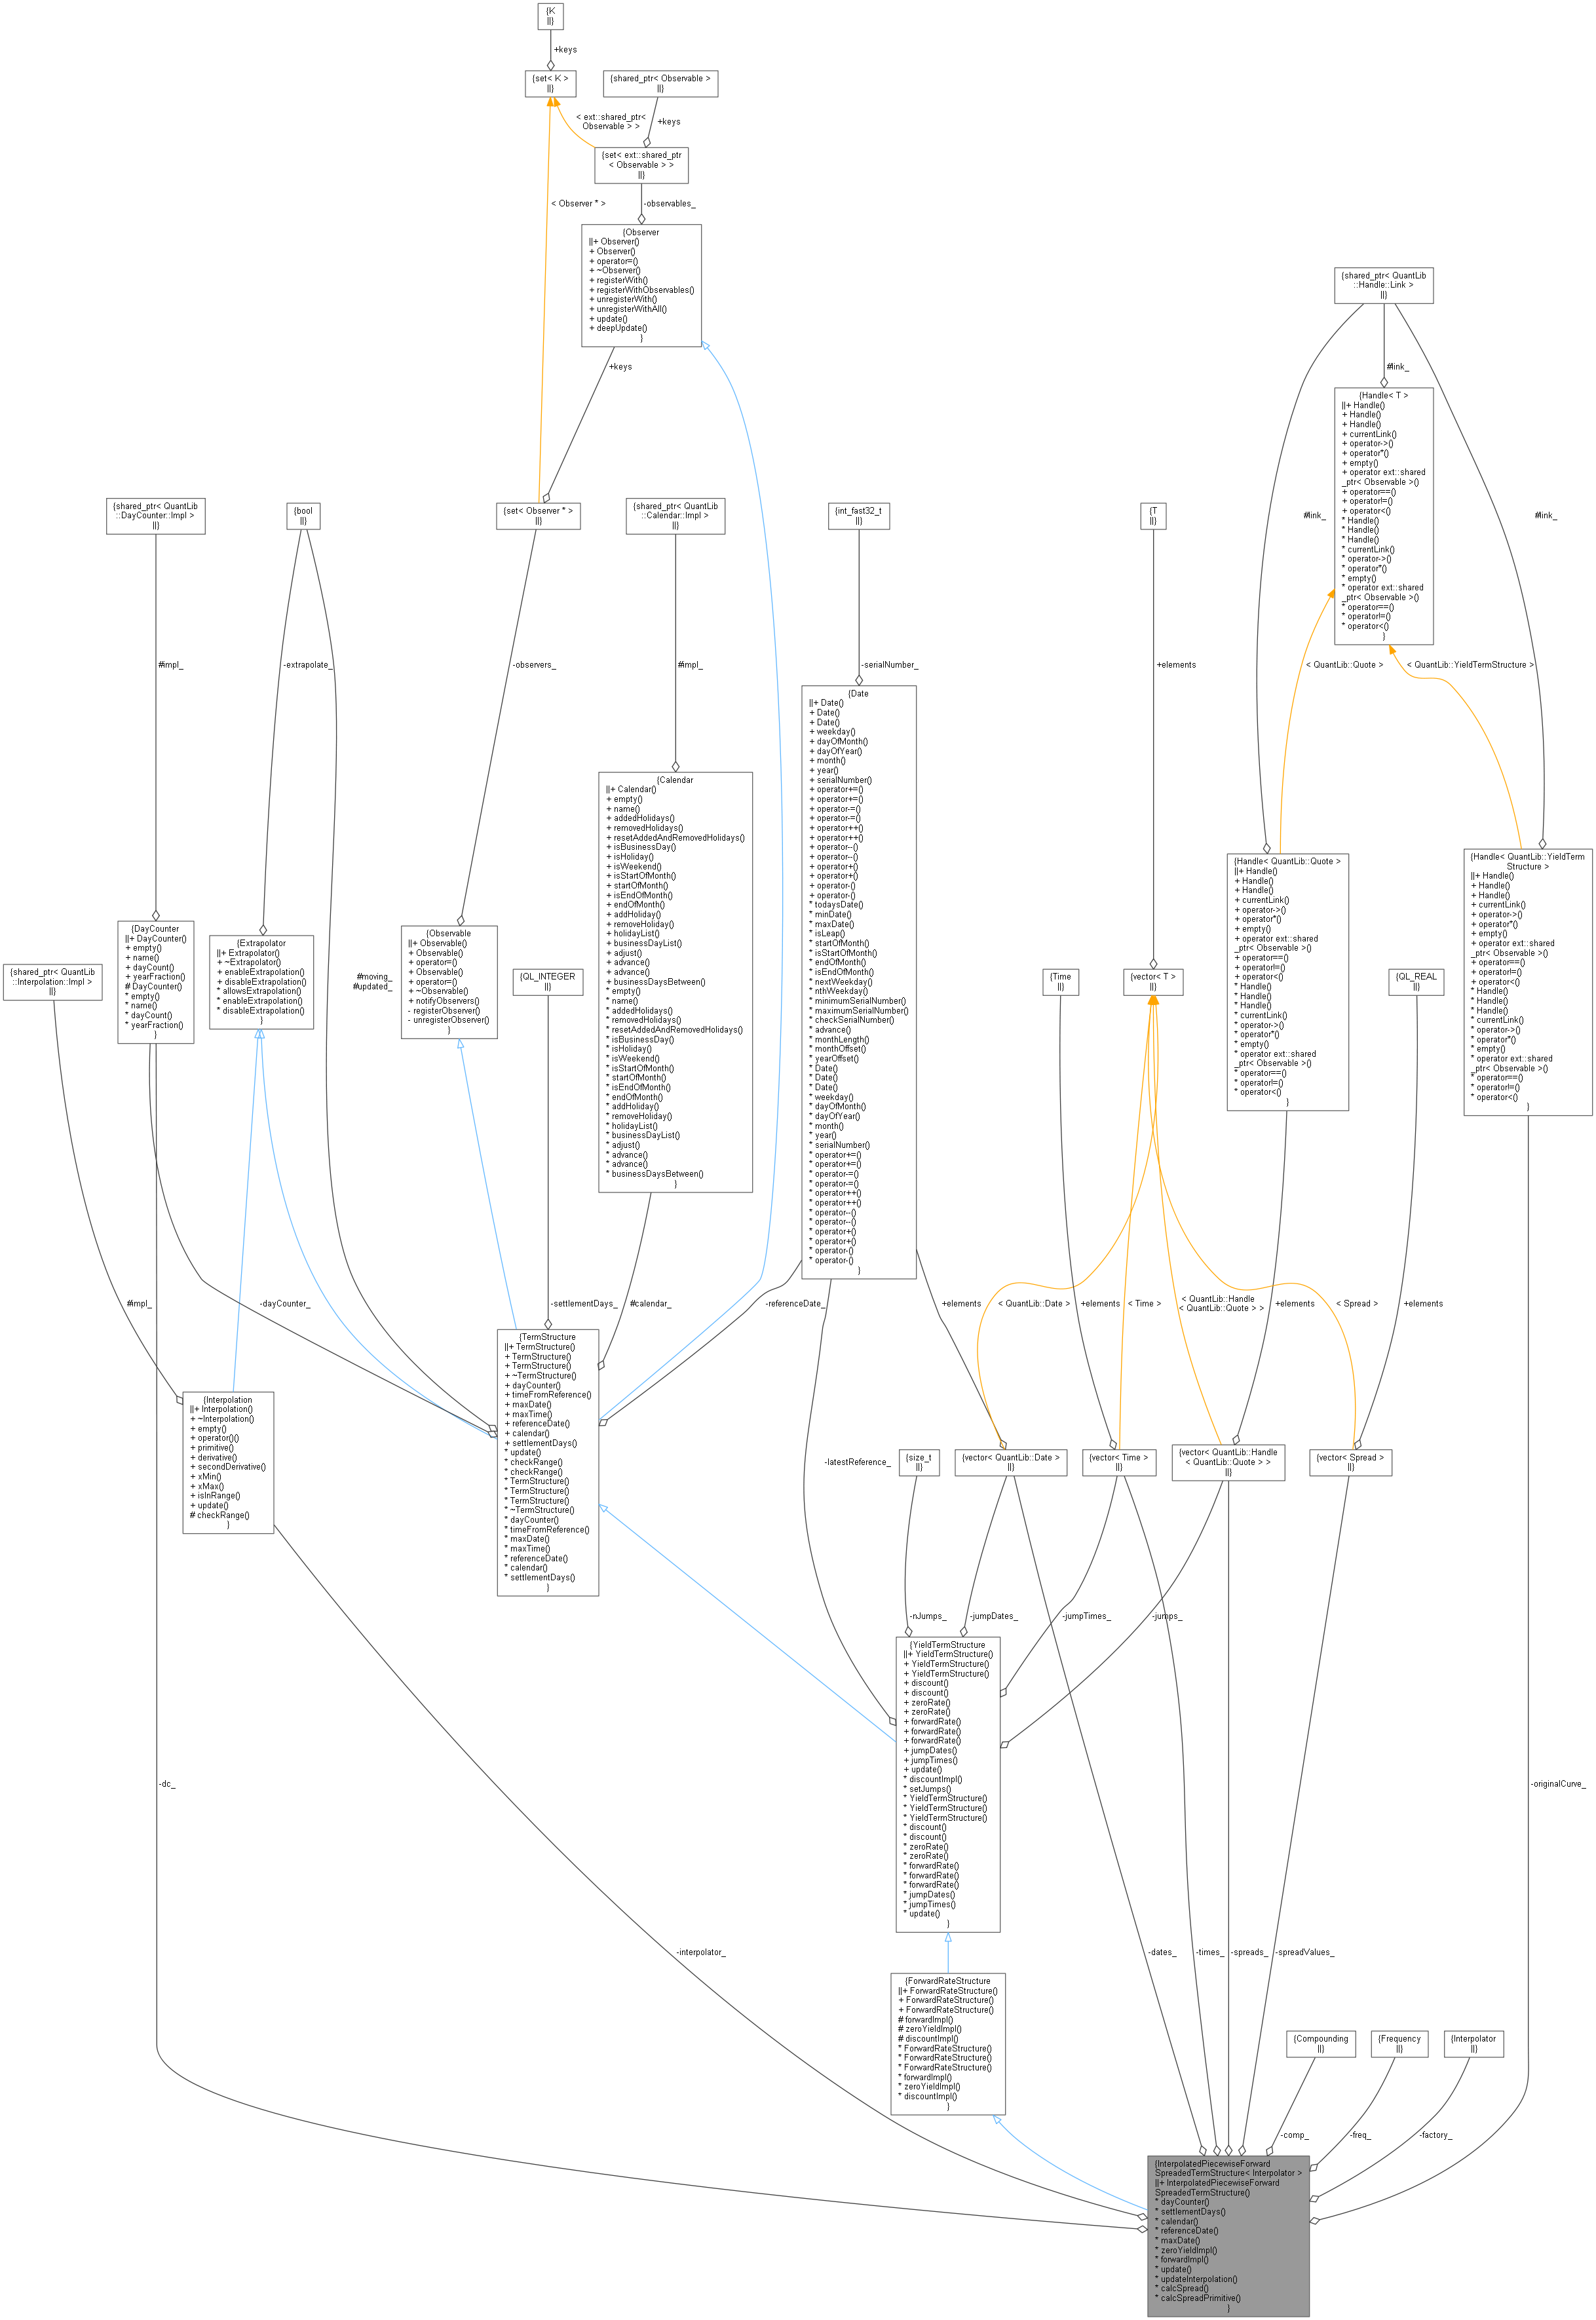 {K
||}
+keys
{set< K >
||}
{shared_ptr< Observable >
||}
< ext::shared_ptr<
Observable > >
+keys
{set< ext::shared_ptr
< Observable > >
||}
< Observer * >
-observables_
{Observer
||+ Observer()
+ Observer()
+ operator=()
+ ~Observer()
+ registerWith()
+ registerWithObservables()
+ unregisterWith()
+ unregisterWithAll()
+ update()
+ deepUpdate()
}
+keys
{shared_ptr< QuantLib
::Handle::Link >
||}
#link_
{Handle< T >
||+ Handle()
+ Handle()
+ Handle()
+ currentLink()
+ operator->()
+ operator*()
+ empty()
+ operator ext::shared
_ptr< Observable >()
+ operator==()
+ operator!=()
+ operator<()
* Handle()
* Handle()
* Handle()
* currentLink()
* operator->()
* operator*()
* empty()
* operator ext::shared
_ptr< Observable >()
* operator==()
* operator!=()
* operator<()
}
{shared_ptr< QuantLib
::DayCounter::Impl >
||}
{bool
||}
{set< Observer * >
||}
{shared_ptr< QuantLib
::Calendar::Impl >
||}
{int_fast32_t
||}
{T
||}
#link_
#link_
#impl_
-extrapolate_
-observers_
#impl_
-serialNumber_
+elements
< QuantLib::Quote >
< QuantLib::YieldTermStructure >
{Date
||+ Date()
+ Date()
+ Date()
+ weekday()
+ dayOfMonth()
+ dayOfYear()
+ month()
+ year()
+ serialNumber()
+ operator+=()
+ operator+=()
+ operator-=()
+ operator-=()
+ operator++()
+ operator++()
+ operator--()
+ operator--()
+ operator+()
+ operator+()
+ operator-()
+ operator-()
* todaysDate()
* minDate()
* maxDate()
* isLeap()
* startOfMonth()
* isStartOfMonth()
* endOfMonth()
* isEndOfMonth()
* nextWeekday()
* nthWeekday()
* minimumSerialNumber()
* maximumSerialNumber()
* checkSerialNumber()
* advance()
* monthLength()
* monthOffset()
* yearOffset()
* Date()
* Date()
* Date()
* weekday()
* dayOfMonth()
* dayOfYear()
* month()
* year()
* serialNumber()
* operator+=()
* operator+=()
* operator-=()
* operator-=()
* operator++()
* operator++()
* operator--()
* operator--()
* operator+()
* operator+()
* operator-()
* operator-()
}
{Calendar
||+ Calendar()
+ empty()
+ name()
+ addedHolidays()
+ removedHolidays()
+ resetAddedAndRemovedHolidays()
+ isBusinessDay()
+ isHoliday()
+ isWeekend()
+ isStartOfMonth()
+ startOfMonth()
+ isEndOfMonth()
+ endOfMonth()
+ addHoliday()
+ removeHoliday()
+ holidayList()
+ businessDayList()
+ adjust()
+ advance()
+ advance()
+ businessDaysBetween()
* empty()
* name()
* addedHolidays()
* removedHolidays()
* resetAddedAndRemovedHolidays()
* isBusinessDay()
* isHoliday()
* isWeekend()
* isStartOfMonth()
* startOfMonth()
* isEndOfMonth()
* endOfMonth()
* addHoliday()
* removeHoliday()
* holidayList()
* businessDayList()
* adjust()
* advance()
* advance()
* businessDaysBetween()
}
{Handle< QuantLib::Quote >
||+ Handle()
+ Handle()
+ Handle()
+ currentLink()
+ operator->()
+ operator*()
+ empty()
+ operator ext::shared
_ptr< Observable >()
+ operator==()
+ operator!=()
+ operator<()
* Handle()
* Handle()
* Handle()
* currentLink()
* operator->()
* operator*()
* empty()
* operator ext::shared
_ptr< Observable >()
* operator==()
* operator!=()
* operator<()
}
{Handle< QuantLib::YieldTerm
Structure >
||+ Handle()
+ Handle()
+ Handle()
+ currentLink()
+ operator->()
+ operator*()
+ empty()
+ operator ext::shared
_ptr< Observable >()
+ operator==()
+ operator!=()
+ operator<()
* Handle()
* Handle()
* Handle()
* currentLink()
* operator->()
* operator*()
* empty()
* operator ext::shared
_ptr< Observable >()
* operator==()
* operator!=()
* operator<()
}
{DayCounter
||+ DayCounter()
+ empty()
+ name()
+ dayCount()
+ yearFraction()
# DayCounter()
* empty()
* name()
* dayCount()
* yearFraction()
}
{Extrapolator
||+ Extrapolator()
+ ~Extrapolator()
+ enableExtrapolation()
+ disableExtrapolation()
* allowsExtrapolation()
* enableExtrapolation()
* disableExtrapolation()
}
{Observable
||+ Observable()
+ Observable()
+ operator=()
+ Observable()
+ operator=()
+ ~Observable()
+ notifyObservers()
- registerObserver()
- unregisterObserver()
}
{shared_ptr< QuantLib
::Interpolation::Impl >
||}
#moving_
#updated_
{QL_INTEGER
||}
{Time
||}
{vector< T >
||}
{QL_REAL
||}
#impl_
-dayCounter_
-settlementDays_
#calendar_
-referenceDate_
+elements
< QuantLib::Date >
+elements
< Time >
< QuantLib::Handle
< QuantLib::Quote > >
+elements
< Spread >
+elements
{TermStructure
||+ TermStructure()
+ TermStructure()
+ TermStructure()
+ ~TermStructure()
+ dayCounter()
+ timeFromReference()
+ maxDate()
+ maxTime()
+ referenceDate()
+ calendar()
+ settlementDays()
* update()
* checkRange()
* checkRange()
* TermStructure()
* TermStructure()
* TermStructure()
* ~TermStructure()
* dayCounter()
* timeFromReference()
* maxDate()
* maxTime()
* referenceDate()
* calendar()
* settlementDays()
}
{Interpolation
||+ Interpolation()
+ ~Interpolation()
+ empty()
+ operator()()
+ primitive()
+ derivative()
+ secondDerivative()
+ xMin()
+ xMax()
+ isInRange()
+ update()
# checkRange()
}
-latestReference_
{size_t
||}
{vector< QuantLib::Date >
||}
{vector< Time >
||}
{vector< QuantLib::Handle
< QuantLib::Quote > >
||}
{vector< Spread >
||}
-nJumps_
-jumpDates_
-jumpTimes_
-jumps_
{YieldTermStructure
||+ YieldTermStructure()
+ YieldTermStructure()
+ YieldTermStructure()
+ discount()
+ discount()
+ zeroRate()
+ zeroRate()
+ forwardRate()
+ forwardRate()
+ forwardRate()
+ jumpDates()
+ jumpTimes()
+ update()
* discountImpl()
* setJumps()
* YieldTermStructure()
* YieldTermStructure()
* YieldTermStructure()
* discount()
* discount()
* zeroRate()
* zeroRate()
* forwardRate()
* forwardRate()
* forwardRate()
* jumpDates()
* jumpTimes()
* update()
}
-dc_
-originalCurve_
-interpolator_
-dates_
-times_
-spreads_
-spreadValues_
{ForwardRateStructure
||+ ForwardRateStructure()
+ ForwardRateStructure()
+ ForwardRateStructure()
# forwardImpl()
# zeroYieldImpl()
# discountImpl()
* ForwardRateStructure()
* ForwardRateStructure()
* ForwardRateStructure()
* forwardImpl()
* zeroYieldImpl()
* discountImpl()
}
{Compounding
||}
{Frequency
||}
{Interpolator
||}
-comp_
-freq_
-factory_
{InterpolatedPiecewiseForward
SpreadedTermStructure< Interpolator >
||+ InterpolatedPiecewiseForward
SpreadedTermStructure()
* dayCounter()
* settlementDays()
* calendar()
* referenceDate()
* maxDate()
* zeroYieldImpl()
* forwardImpl()
* update()
* updateInterpolation()
* calcSpread()
* calcSpreadPrimitive()
}